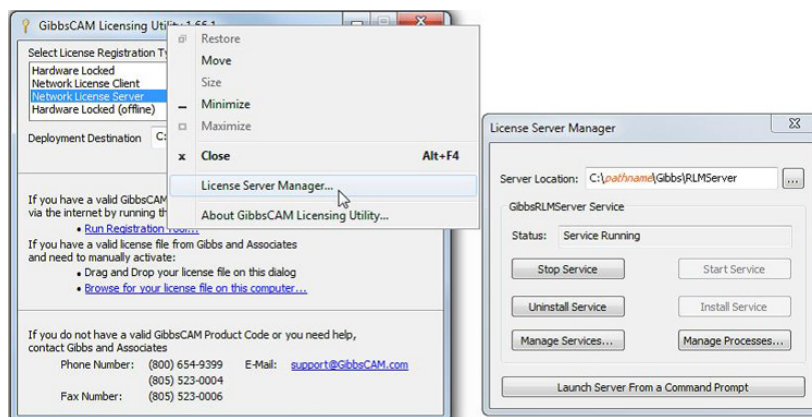 GibbsCAM Licensing Utility 1.66.1
Select License Registration Ty
Hardware Locked
Network License Client
Network License Server
Hardware Locked (offline)
Deployment Destination C:
If you have a valid GibbsCAM
via the internet by running th
• Run Registration Tool...
If you have a valid license file from Gibbs and Associates
and need to manually activate:
• Drag and Drop your license file on this dialog
• Browse for your license file on this computer...
If you do not have a valid GibbsCAM Product Code or you need help,
contact Gibbs and Associates
Phone Number: (800) 654-9399 E-Mail: support@GibbsCAM.com
(805) 523-0004
Fax Number: (805) 523-0006
Restore
Move
Size
Minimize
Maximize
Close Alt+F4
License Server Manager...
About GibbsCAM Licensing Utility...
License Server Manager
Server Location: C:\pathname\Gibbs\RLMServer ...
GibbsRLMServer Service
Status: Service Running
Stop Service Start Service
Uninstall Service Install Service
Manage Services... Manage Processes...
Launch Server From a Command Prompt